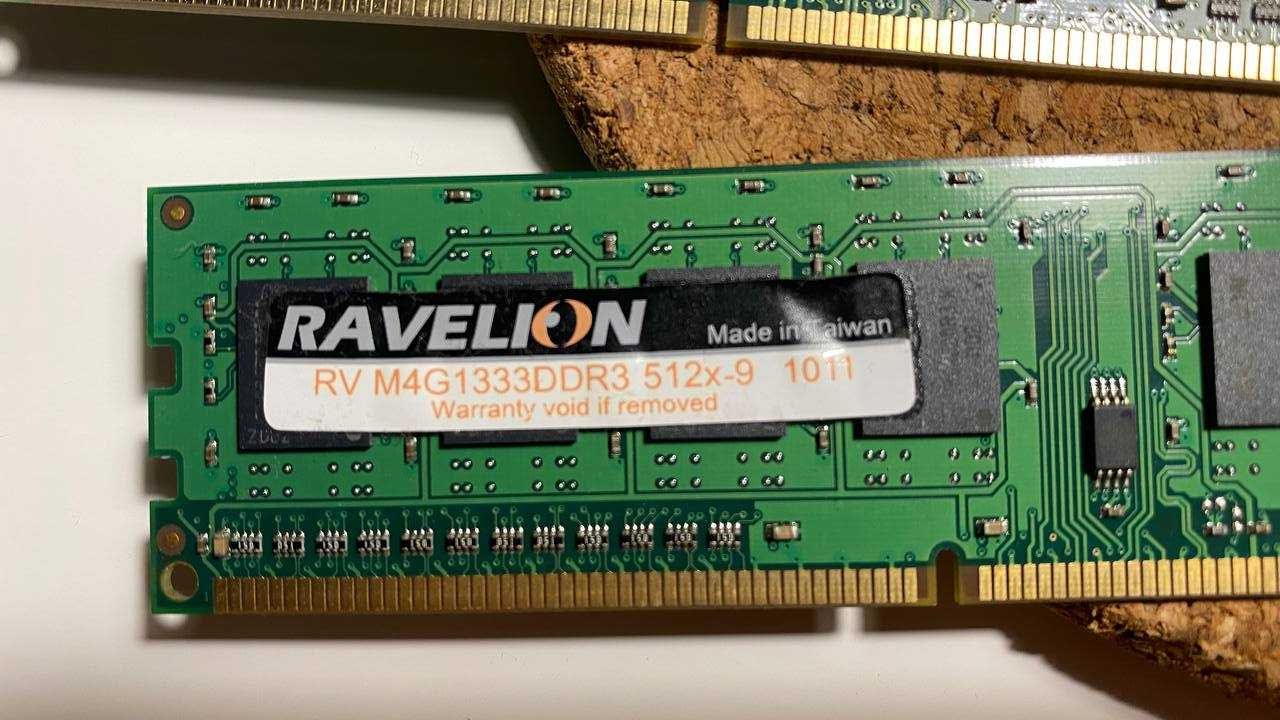 RAVELION
Made in Taiwan
RV M4G1333DDR3 512x-9 1011
Warranty void if removed